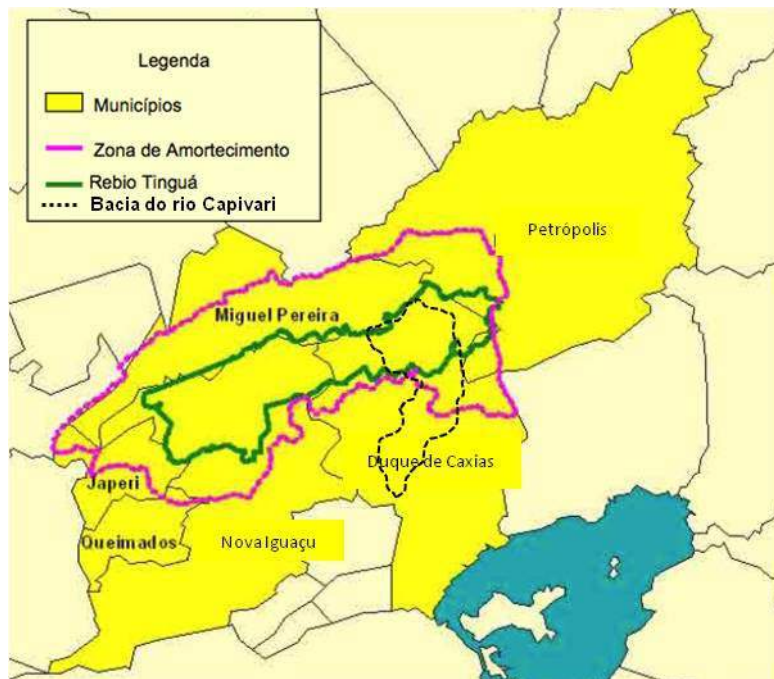 Legenda
Municípios
Zona de Amortecimento
Rebio Tinguá
Bacia do rio Capivari
Petrópolis
Miguel Pereira
Duque de Caxias
Japeri
Queimados
Nova Iguaçu